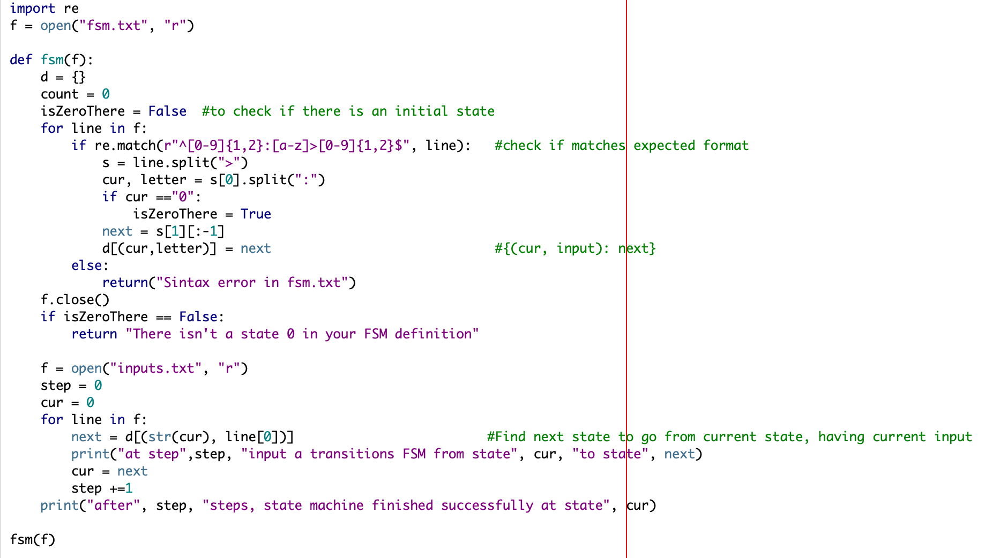 import re
f = open("fsm.txt", "r")

def fsm(f):
    d = {}
    count = 0
    isZeroThere = False  #to check if there is an initial state
    for line in f:
        if re.match(r"^[0-9]{1,2}:[a-z]>[0-9]{1,2}$", line):   #check if matches expected format
            s = line.split(">")
            cur, letter = s[0].split(":")
            if cur =="0":
                isZeroThere = True
            next = s[1][:-1]
            d[(cur,letter)] = next                             #{(cur, input): next}
        else:
            return("Sintax error in fsm.txt")
    f.close()
    if isZeroThere == False:
        return "There isn't a state 0 in your FSM definition"

    f = open("inputs.txt", "r")
    step = 0
    cur = 0
    for line in f:
        next = d[(str(cur), line[0])]                         #Find next state to go from current state, having current input
        print("at step",step, "input a transitions FSM from state", cur, "to state", next)
        cur = next
        step +=1
    print("after", step, "steps, state machine finished successfully at state", cur)

fsm(f)